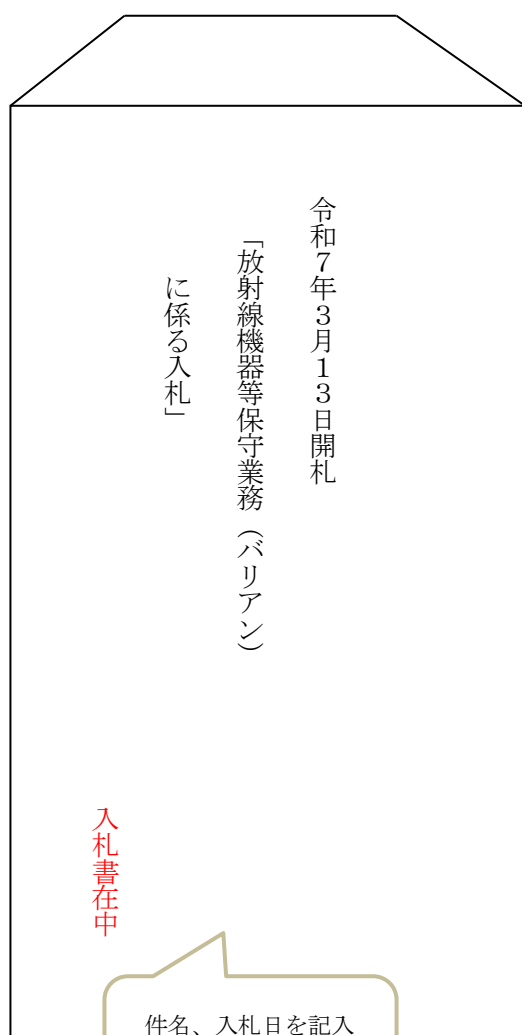 令和７年３月１３日開札
「放射線機器等保守業務（バリアン）
に係る入札」
入札書在中
件名、入札日を記入